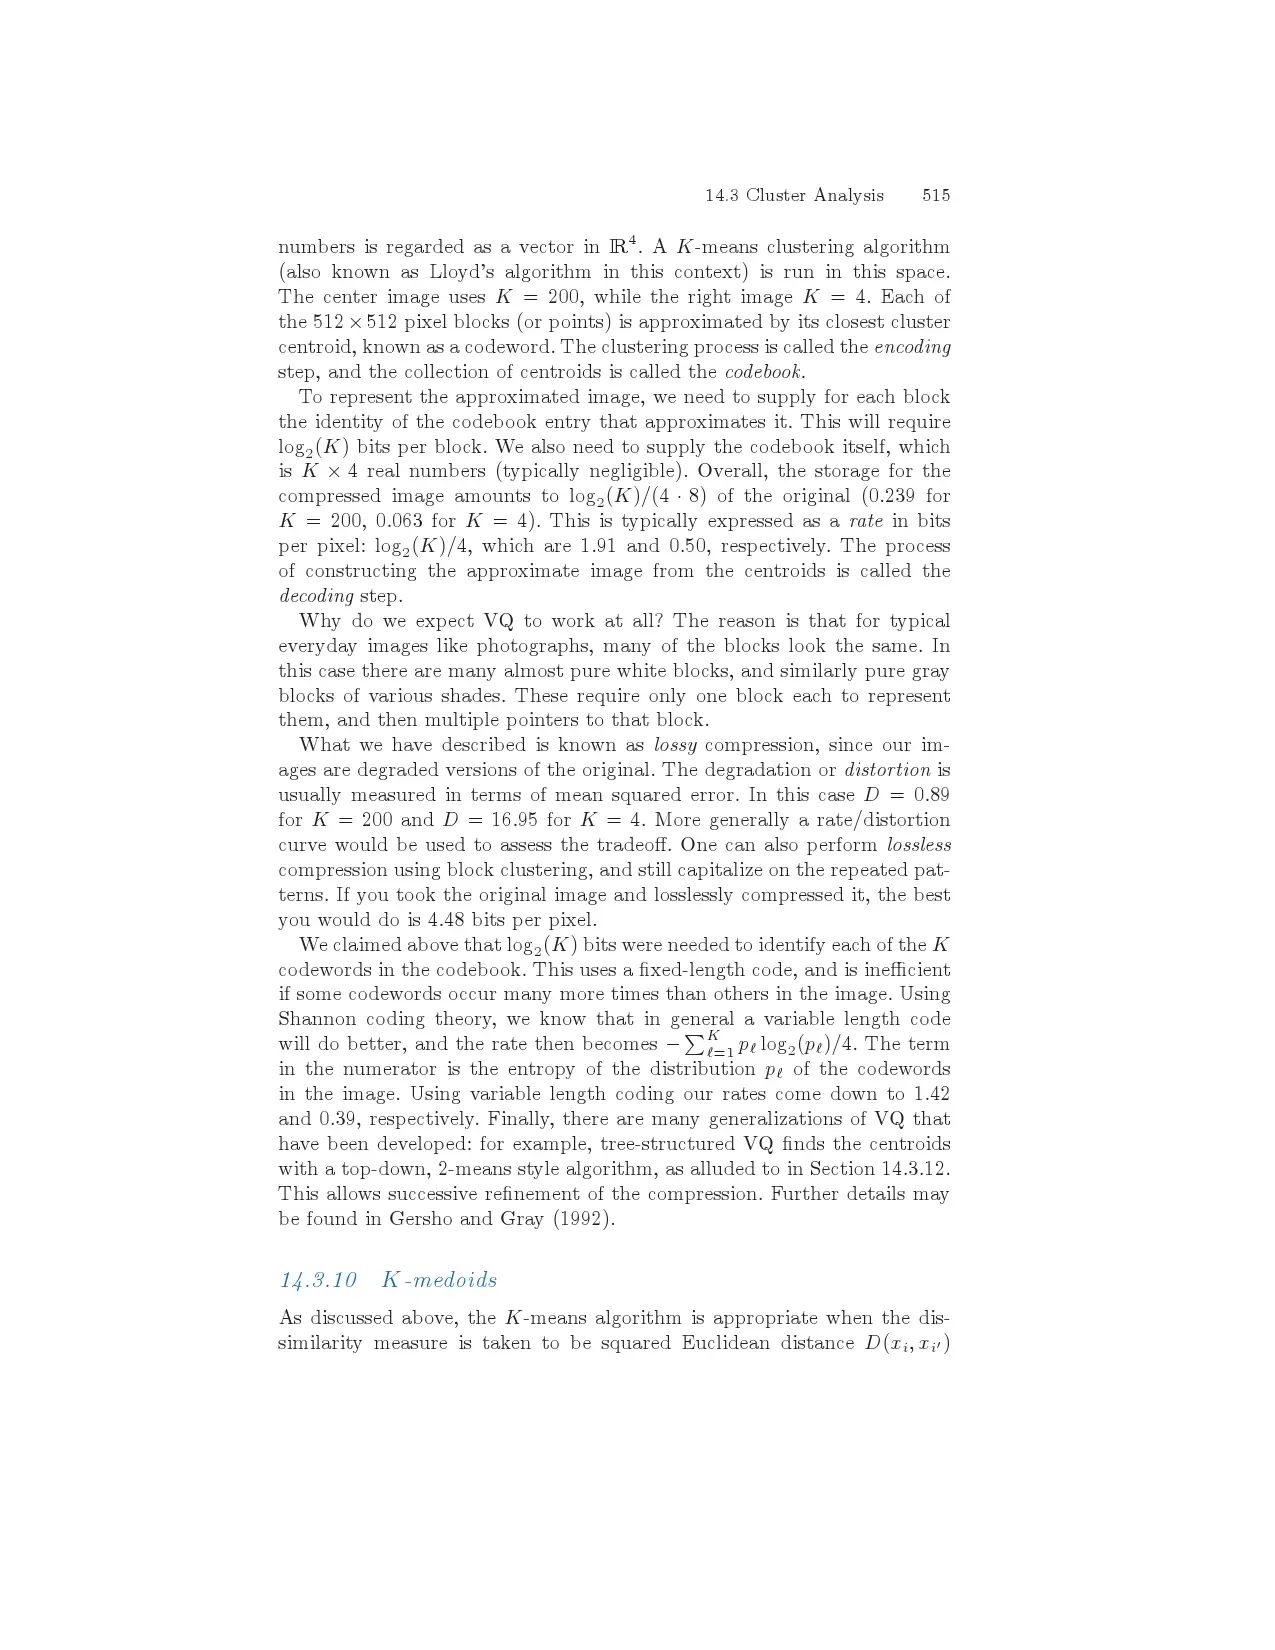 14.3 Cluster Analysis 515
numbers is regarded as a vector in ℝ⁴. A K-means clustering algorithm
(also known as Lloyd's algorithm in this context) is run in this space.
The center image uses K = 200, while the right image K = 4. Each of
the 512 × 512 pixel blocks (or points) is approximated by its closest cluster
centroid, known as a codeword. The clustering process is called the encoding
step, and the collection of centroids is called the codebook.
To represent the approximated image, we need to supply for each block
the identity of the codebook entry that approximates it. This will require
log₂(K) bits per block. We also need to supply the codebook itself, which
is K × 4 real numbers (typically negligible). Overall, the storage for the
compressed image amounts to log₂(K)/(4 · 8) of the original (0.239 for
K = 200, 0.063 for K = 4). This is typically expressed as a rate in bits
per pixel: log₂(K)/4, which are 1.91 and 0.50, respectively. The process
of constructing the approximate image from the centroids is called the
decoding step.
Why do we expect VQ to work at all? The reason is that for typical
everyday images like photographs, many of the blocks look the same. In
this case there are many almost pure white blocks, and similarly pure gray
blocks of various shades. These require only one block each to represent
them, and then multiple pointers to that block.
What we have described is known as lossy compression, since our im-
ages are degraded versions of the original. The degradation or distortion is
usually measured in terms of mean squared error. In this case D = 0.89
for K = 200 and D = 16.95 for K = 4. More generally a rate/distortion
curve would be used to assess the tradeoff. One can also perform lossless
compression using block clustering, and still capitalize on the repeated pat-
terns. If you took the original image and losslessly compressed it, the best
you would do is 4.48 bits per pixel.
We claimed above that log₂(K) bits were needed to identify each of the K
codewords in the codebook. This uses a fixed-length code, and is inefficient
if some codewords occur many more times than others in the image. Using
Shannon coding theory, we know that in general a variable length code
will do better, and the rate then becomes −∑ᴷ_{ℓ=1} p_ℓ log₂(p_ℓ)/4. The term
in the numerator is the entropy of the distribution p_ℓ of the codewords
in the image. Using variable length coding our rates come down to 1.42
and 0.39, respectively. Finally, there are many generalizations of VQ that
have been developed: for example, tree-structured VQ finds the centroids
with a top-down, 2-means style algorithm, as alluded to in Section 14.3.12.
This allows successive refinement of the compression. Further details may
be found in Gersho and Gray (1992).
14.3.10 K-medoids
As discussed above, the K-means algorithm is appropriate when the dis-
similarity measure is taken to be squared Euclidean distance D(x_i, x_{i′})